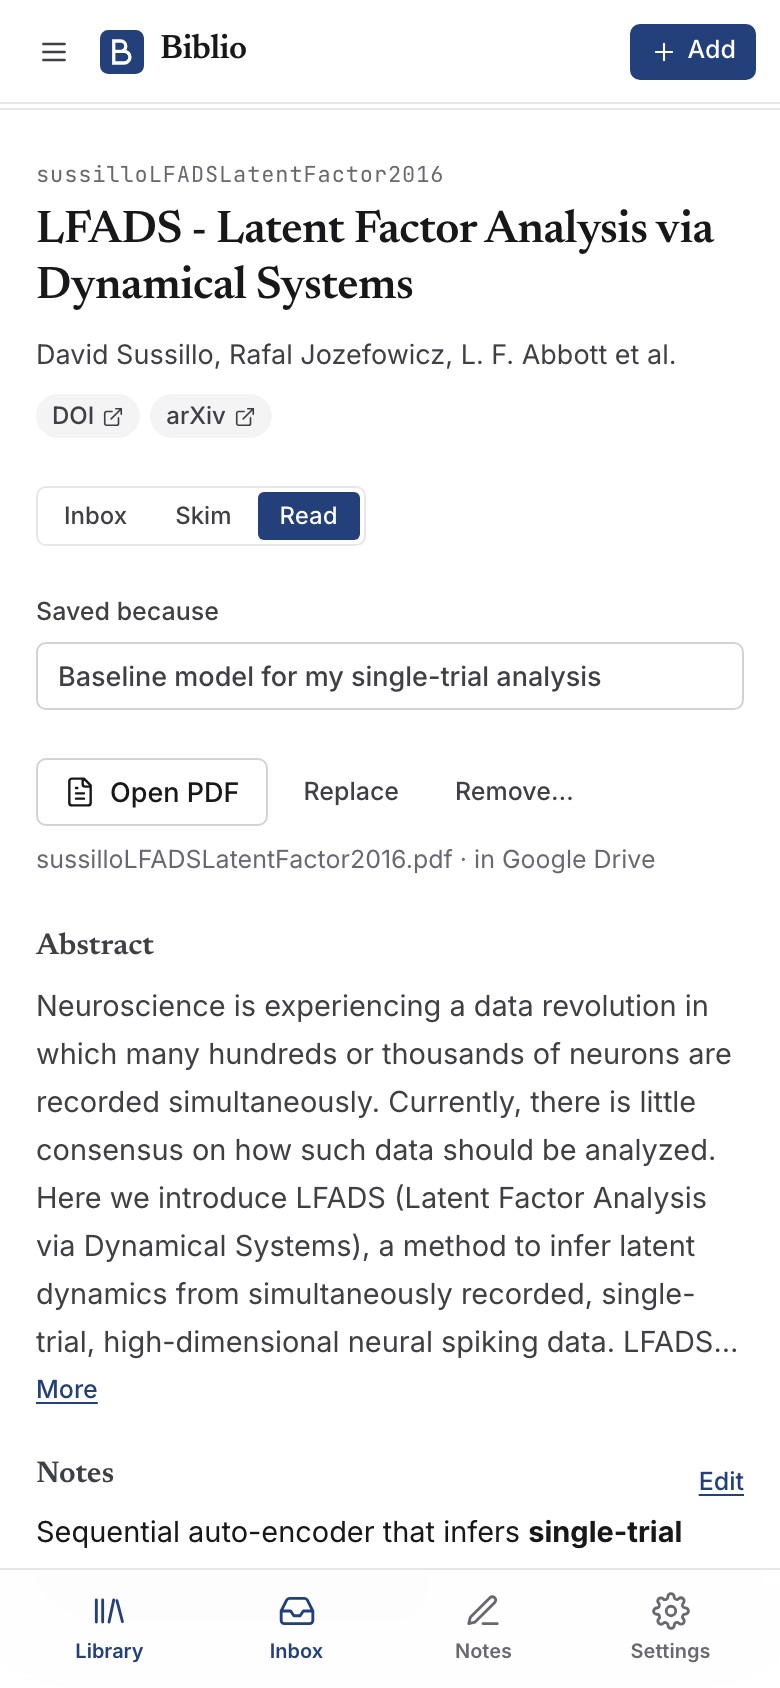 B Biblio
+ Add
sussilloLFADSLatentFactor2016
LFADS - Latent Factor Analysis via
Dynamical Systems
David Sussillo, Rafal Jozefowicz, L. F. Abbott et al.
DOI
arXiv
Inbox
Skim
Read
Saved because
Baseline model for my single-trial analysis
Open PDF
Replace
Remove...
sussilloLFADSLatentFactor2016.pdf · in Google Drive
Abstract
Neuroscience is experiencing a data revolution in
which many hundreds or thousands of neurons are
recorded simultaneously. Currently, there is little
consensus on how such data should be analyzed.
Here we introduce LFADS (Latent Factor Analysis
via Dynamical Systems), a method to infer latent
dynamics from simultaneously recorded, single-
trial, high-dimensional neural spiking data. LFADS...
More
Notes
Edit
Sequential auto-encoder that infers single-trial
Library
Inbox
Notes
Settings